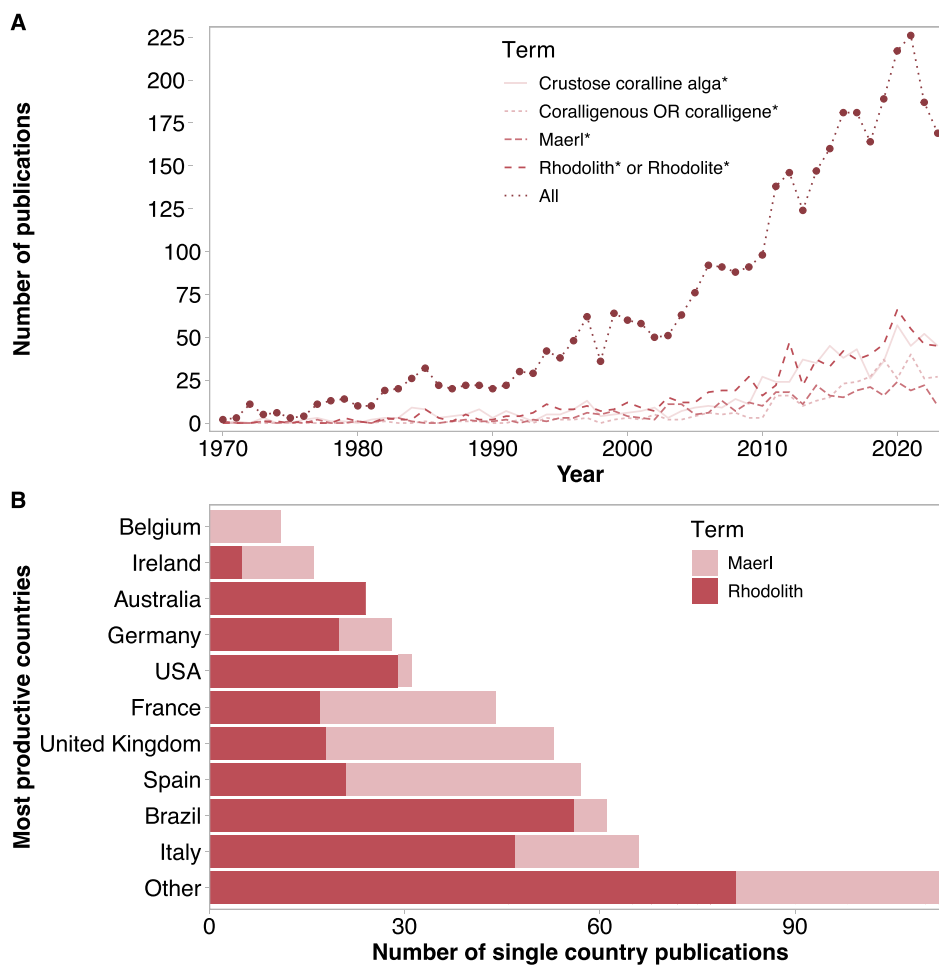 A
Number of publications
225
200
175
150
125
100
75
50
25
0
Term
Crustose coralline alga*
Coralligenous OR coralligene*
Maerl*
Rhodolith* or Rhodolite*
All
1970
1980
1990
2000
2010
2020
Year
B
Most productive countries
Belgium
Ireland
Australia
Germany
USA
France
United Kingdom
Spain
Brazil
Italy
Other
Term
Maerl
Rhodolith
0
30
60
90
Number of single country publications